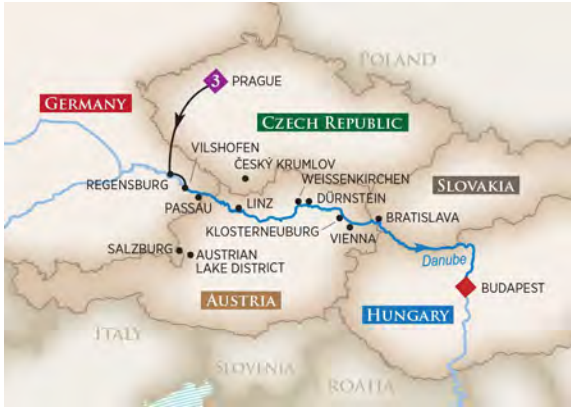 POLAND
3
PRAGUE
GERMANY
CZECH REPUBLIC
VILSHOFEN
ČESKÝ KRUMLOV
WEISSENKIRCHEN
REGENSBURG
SLOVAKIA
LINZ
DÜRNSTEIN
PASSAU
BRATISLAVA
KLOSTERNEUBURG
VIENNA
SALZBURG
AUSTRIAN
LAKE DISTRICT
Danube
BUDAPEST
AUSTRIA
HUNGARY
ITALY
SLOVENIA
ROATIA